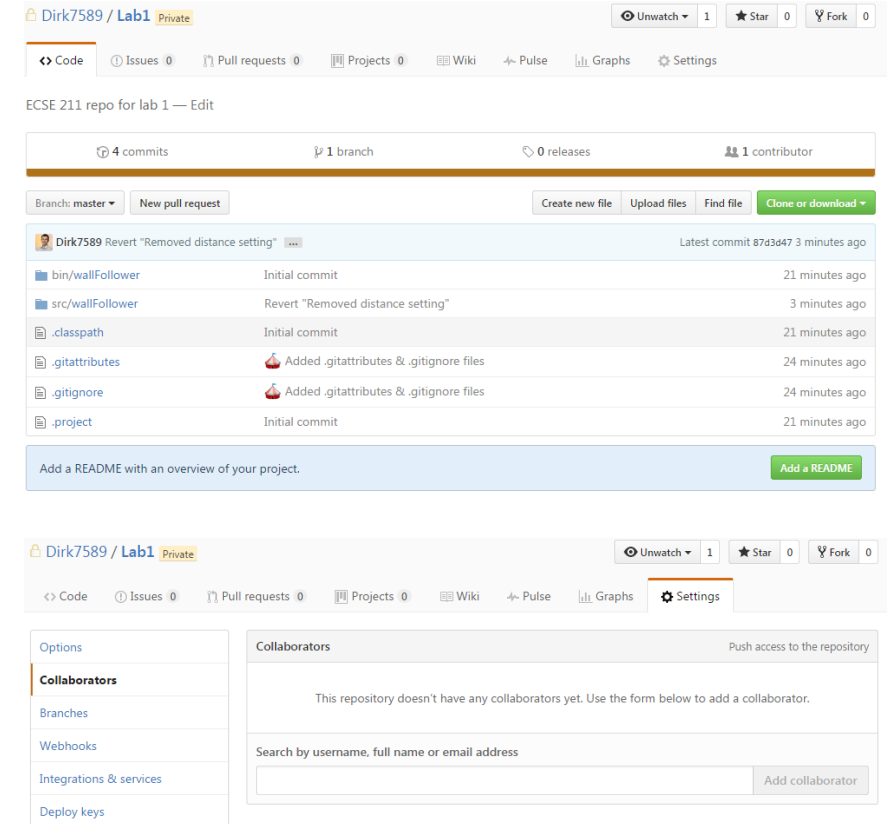 Dirk7589 / Lab1 Private Unwatch 1 Star 0 Fork 0
Code Issues 0 Pull requests 0 Projects 0 Wiki Pulse Graphs Settings
ECSE 211 repo for lab 1 — Edit
4 commits 1 branch 0 releases 1 contributor
Branch: master New pull request Create new file Upload files Find file Clone or download
Dirk7589 Revert "Removed distance setting" ... Latest commit 87d3d47 3 minutes ago
bin/wallFollower Initial commit 21 minutes ago
src/wallFollower Revert "Removed distance setting" 3 minutes ago
.classpath Initial commit 21 minutes ago
.gitattributes Added .gitattributes & .gitignore files 24 minutes ago
.gitignore Added .gitattributes & .gitignore files 24 minutes ago
.project Initial commit 21 minutes ago
Add a README with an overview of your project. Add a README
Dirk7589 / Lab1 Private Unwatch 1 Star 0 Fork 0
Code Issues 0 Pull requests 0 Projects 0 Wiki Pulse Graphs Settings
Options
Collaborators
Branches
Webhooks
Integrations & services
Deploy keys
Collaborators Push access to the repository
This repository doesn't have any collaborators yet. Use the form below to add a collaborator.
Search by username, full name or email address
Add collaborator